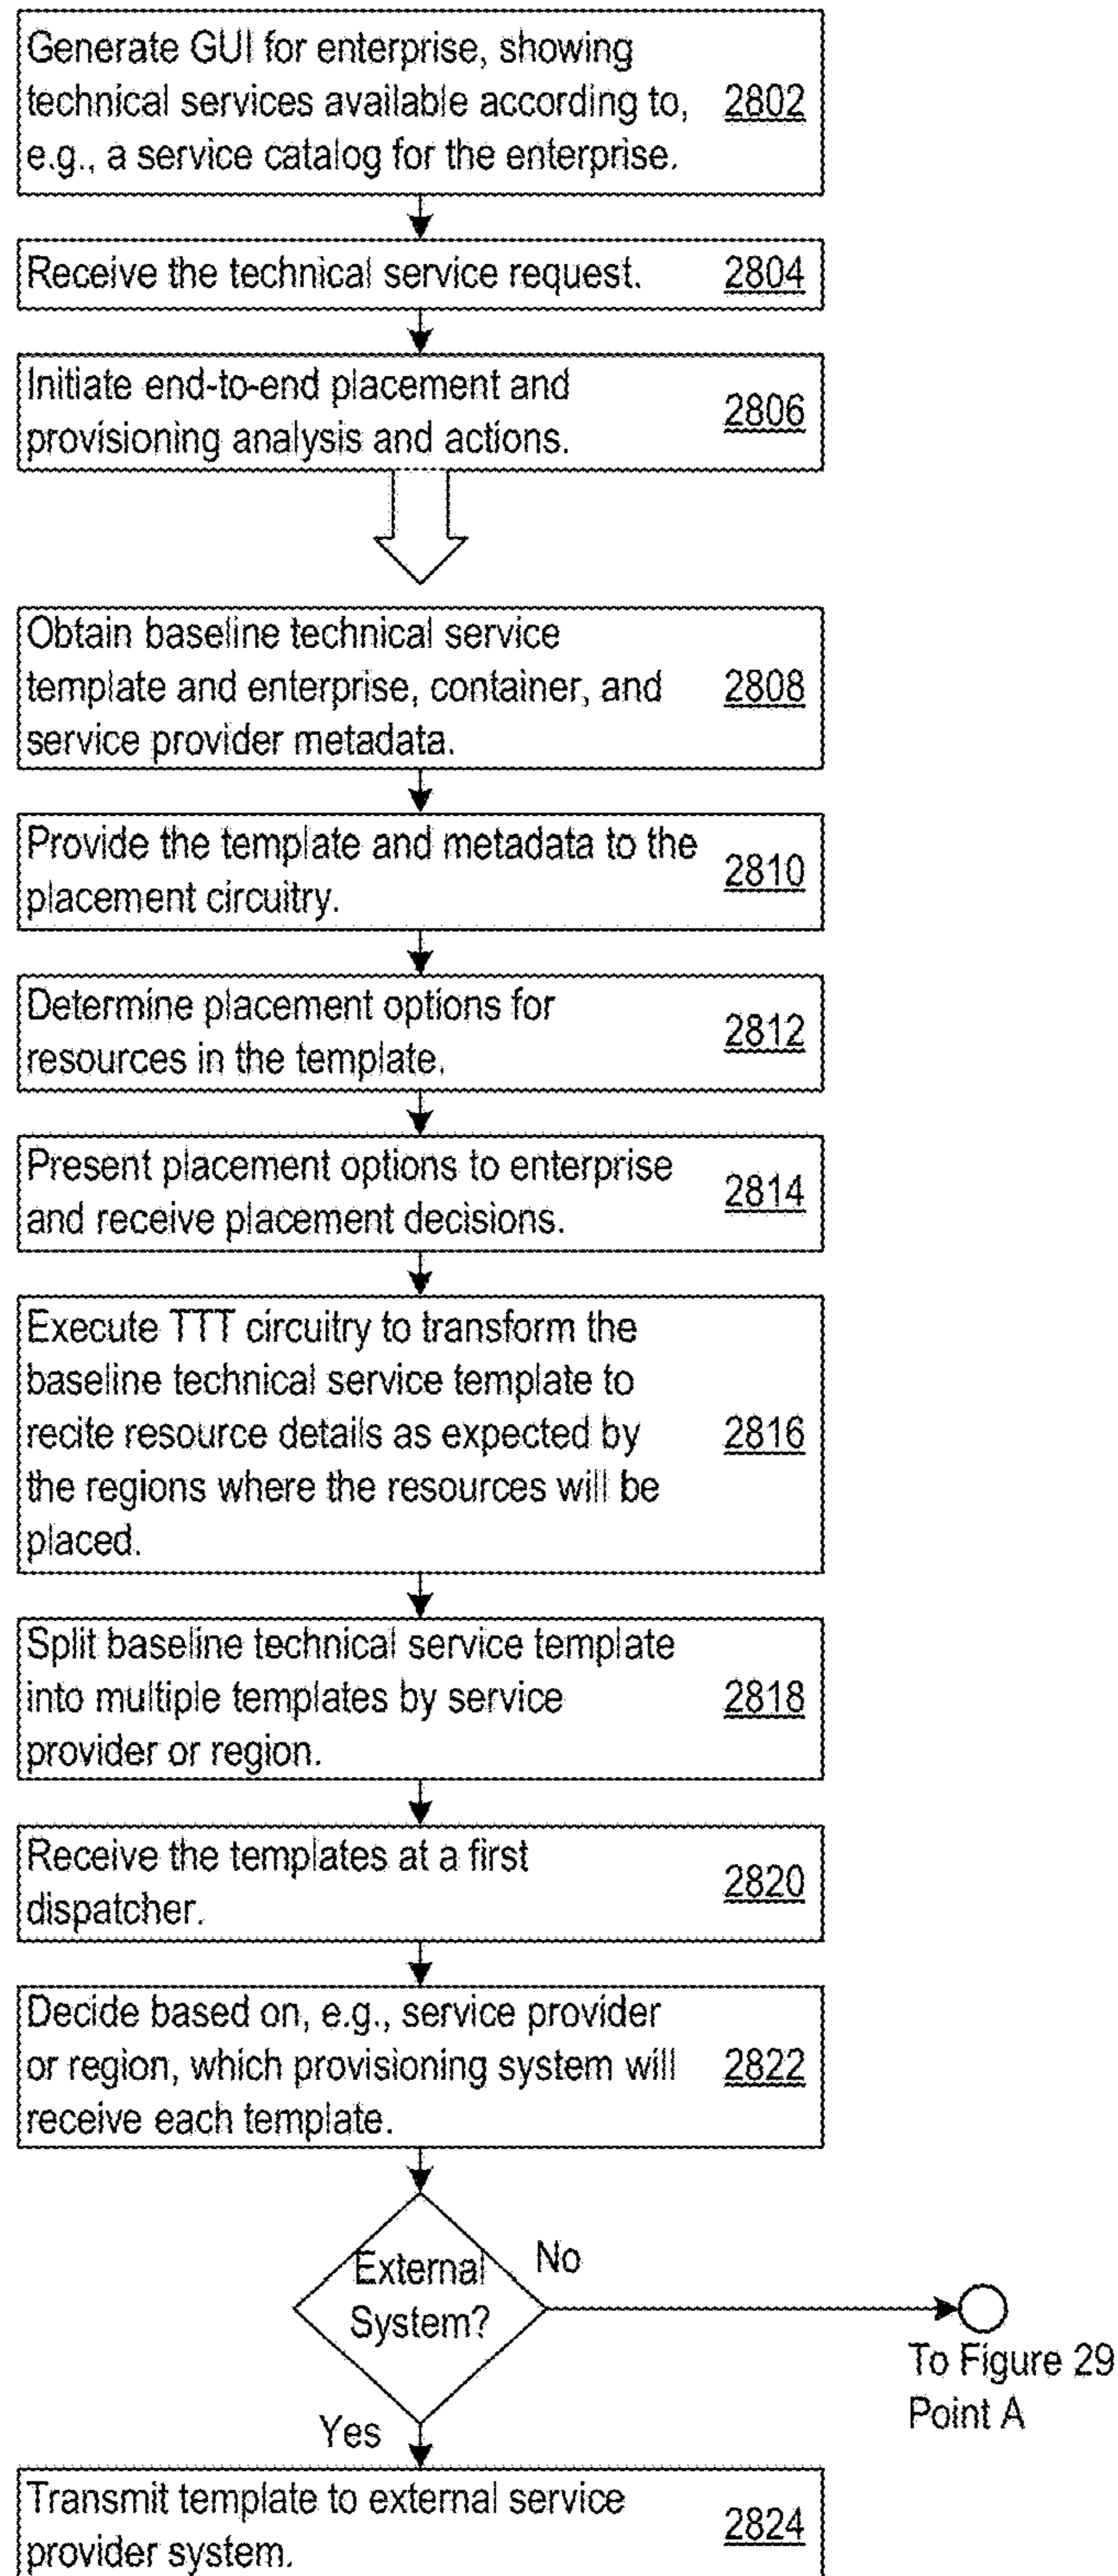 Generate GUI for enterprise, showing
technical services available according to, 2802
e.g., a service catalog for the enterprise.
Receive the technical service request. 2804
Initiate end-to-end placement and
provisioning analysis and actions. 2806
Obtain baseline technical service
template and enterprise, container, and 2808
service provider metadata.
Provide the template and metadata to the
placement circuitry. 2810
Determine placement options for
resources in the template. 2812
Present placement options to enterprise
and receive placement decisions. 2814
Execute TTT circuitry to transform the
baseline technical service template to
recite resource details as expected by 2816
the regions where the resources will be
placed.
Split baseline technical service template
into multiple templates by service 2818
provider or region.
Receive the templates at a first
dispatcher. 2820
Decide based on, e.g., service provider
or region, which provisioning system will 2822
receive each template.
External
System?
No
To Figure 29
Point A
Yes
Transmit template to external service
provider system. 2824